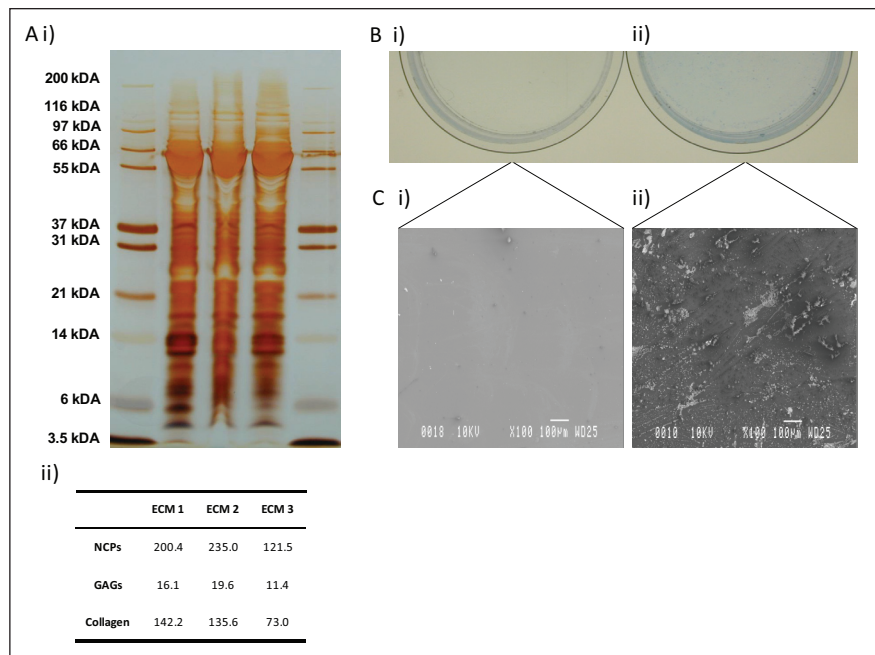 A i)
200 kDA
116 kDA
97 kDA
66 kDA
55 kDA
37 kDA
31 kDA
21 kDA
14 kDA
6 kDA
3.5 kDA
ii)
ECM 1 ECM 2 ECM 3
NCPs 200.4 235.0 121.5
GAGs 16.1 19.6 11.4
Collagen 142.2 135.6 73.0
B i) ii)
C i) ii)
0018 10KV X100 100μm WD25
0010 10KV X100 100μm WD25